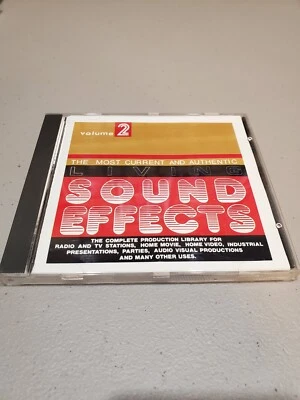 volume 2
THE MOST CURRENT AND AUTHENTIC
LIVING
SOUND
EFFECTS
THE COMPLETE PRODUCTION LIBRARY FOR
RADIO AND TV STATIONS, HOME MOVIE, HOME VIDEO, INDUSTRIAL
PRESENTATIONS, PARTIES, AUDIO VISUAL PRODUCTIONS
AND MANY OTHER USES.